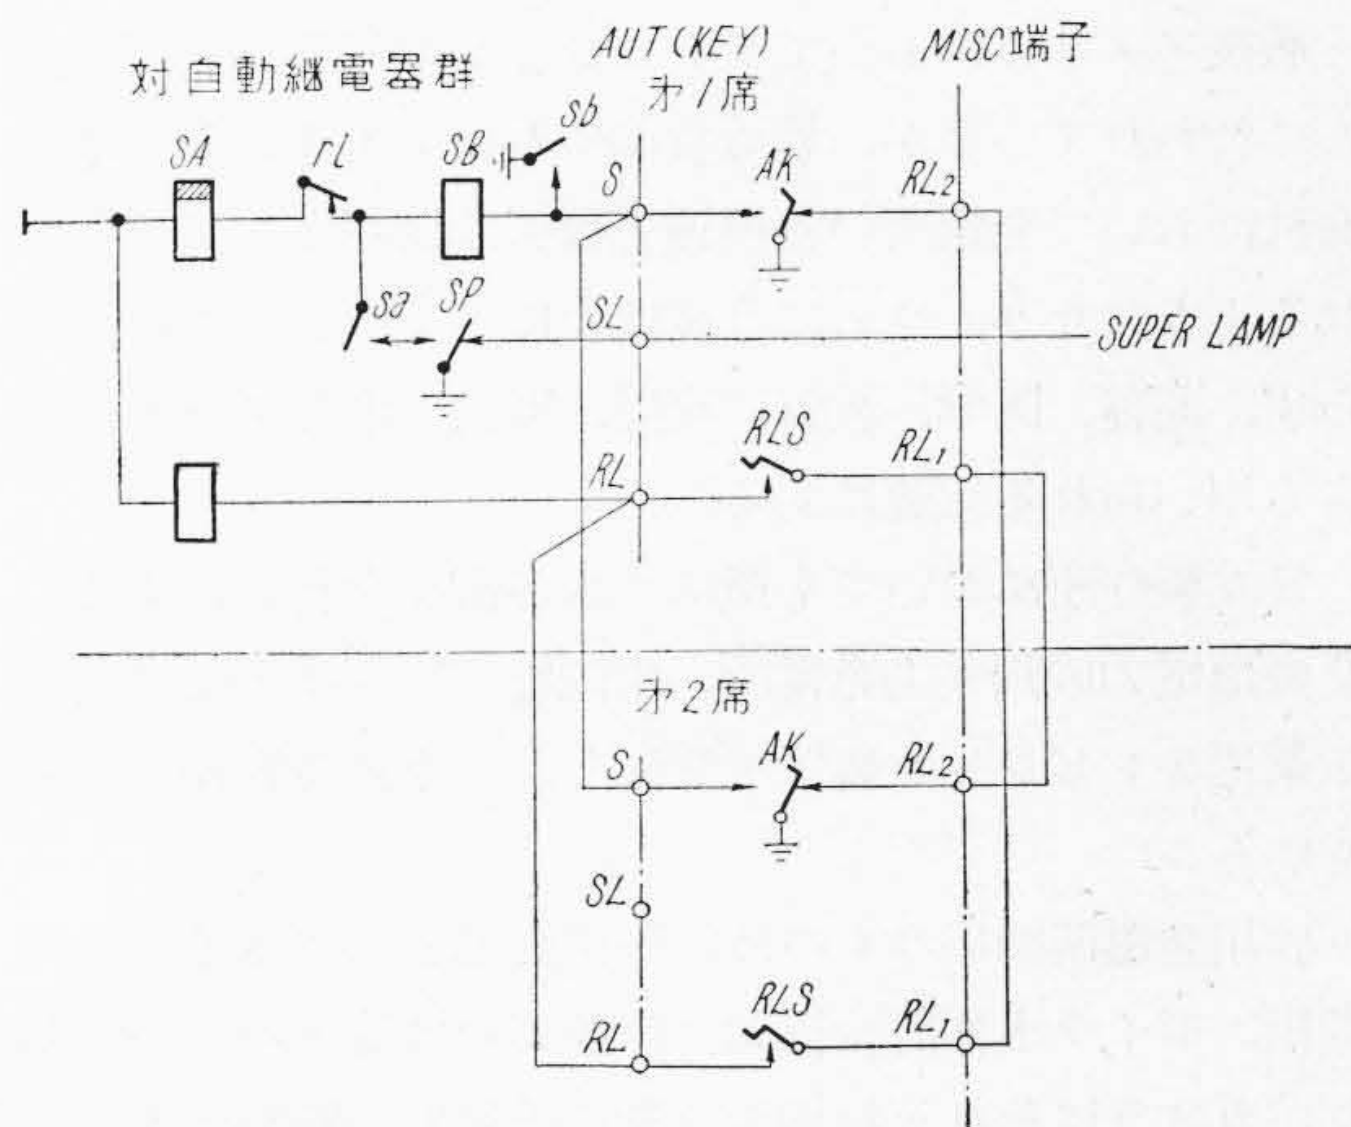 対自動継電器群
AUT(KEY)
才1席
MISC端子
SA
rl
SB
sb
S
AK
RL2
sa
SP
SL
SUPER LAMP
RLS
RL1
RL
才2席
S
AK
RL2
SL
RLS
RL1
RL